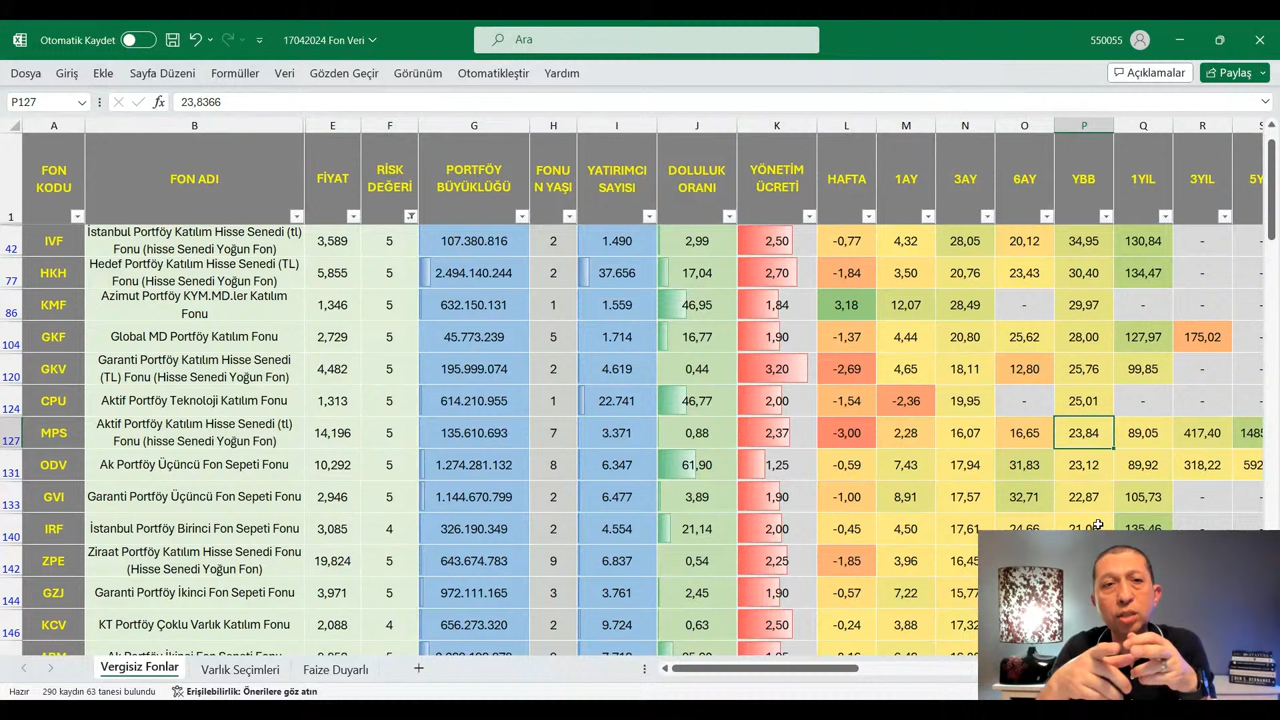 Otomatik Kaydet
17042024 Fon Veri
Ara
550055
Dosya Giriş Ekle Sayfa Düzeni Formüller Veri Gözden Geçir Görünüm Otomatikleştir Yardım Açıklamalar Paylaş
P127 fx 23,8366
A B E F G H I J K L M N O P Q R S
1 FON KODU FON ADI FİYAT RİSK DEĞERİ PORTFÖY BÜYÜKLÜĞÜ FONUN YAŞI YATIRIMCI SAYISI DOLULUK ORANI YÖNETİM ÜCRETİ HAFTA 1AY 3AY 6AY YBB 1YIL 3YIL
42 IVF İstanbul Portföy Katılım Hisse Senedi (tl) Fonu (hisse Senedi Yoğun Fon) 3,589 5 107.380.816 2 1.490 2,99 2,50 -0,77 4,32 28,05 20,12 34,95 130,84 -
77 HKH Hedef Portföy Katılım Hisse Senedi (TL) Fonu (Hisse Senedi Yoğun Fon) 5,855 5 2.494.140.244 2 37.656 17,04 2,70 -1,84 3,50 20,76 23,43 30,40 134,47 -
86 KMF Azimut Portföy KYM.MD.ler Katılım Fonu 1,346 5 632.150.131 1 1.559 46,95 1,84 3,18 12,07 28,49 - 29,97 - -
104 GKF Global MD Portföy Katılım Fonu 2,729 5 45.773.239 5 1.714 16,77 1,90 -1,37 4,44 20,80 25,62 28,00 127,97 175,02
120 GKV Garanti Portföy Katılım Hisse Senedi (TL) Fonu (Hisse Senedi Yoğun Fon) 4,482 5 195.999.074 2 4.619 0,44 3,20 -2,69 4,65 18,11 12,80 25,76 99,85 -
124 CPU Aktif Portföy Teknoloji Katılım Fonu 1,313 5 614.210.955 1 22.741 46,77 2,00 -1,54 -2,36 19,95 - 25,01 - -
127 MPS Aktif Portföy Katılım Hisse Senedi (tl) Fonu (Hisse Senedi Yoğun Fon) 14,196 5 135.610.693 7 3.371 0,88 2,37 -3,00 2,28 16,07 16,65 23,84 89,05 417,40
131 ODV Ak Portföy Üçüncü Fon Sepeti Fonu 10,292 5 1.274.281.132 8 6.347 61,90 1,25 -0,59 7,43 17,94 31,83 23,12 89,92 318,22
133 GVI Garanti Portföy Üçüncü Fon Sepeti Fonu 2,946 5 1.144.670.799 2 6.477 3,89 1,90 -1,00 8,91 17,57 32,71 22,87 105,73 -
140 IRF İstanbul Portföy Birinci Fon Sepeti Fonu 3,085 4 326.190.349 2 4.554 21,14 2,00 -0,45 4,50 17,61
142 ZPE Ziraat Portföy Katılım Hisse Senedi Fonu (Hisse Senedi Yoğun Fon) 19,824 5 643.674.783 9 6.837 0,54 2,25 -1,85 3,96 16,45
144 GZJ Garanti Portföy İkinci Fon Sepeti Fonu 3,971 5 972.111.165 3 3.761 2,45 1,90 -0,57 7,22 15,77
146 KCV KT Portföy Çoklu Varlık Katılım Fonu 2,088 4 656.273.320 2 9.724 0,63 2,50 -0,24 3,88 17,32
Vergisiz Fonlar Varlık Seçimleri Faize Duyarlı
Hazır 290 kaydın 63 tanesi bulundu Erişilebilirlik: Önerilere göz atın